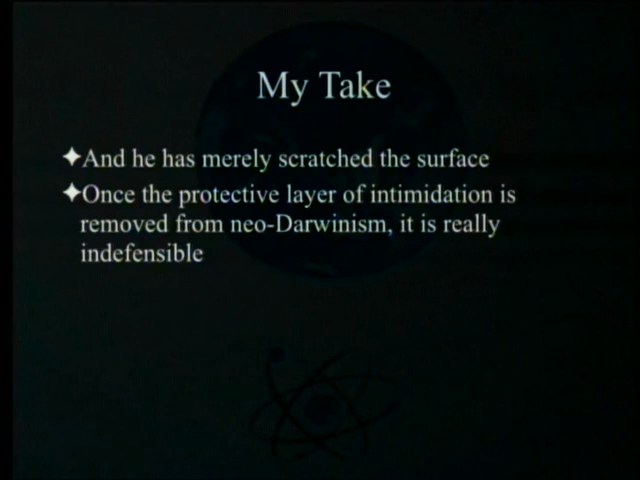 My Take
✦And he has merely scratched the surface
✦Once the protective layer of intimidation is
removed from neo-Darwinism, it is really
indefensible